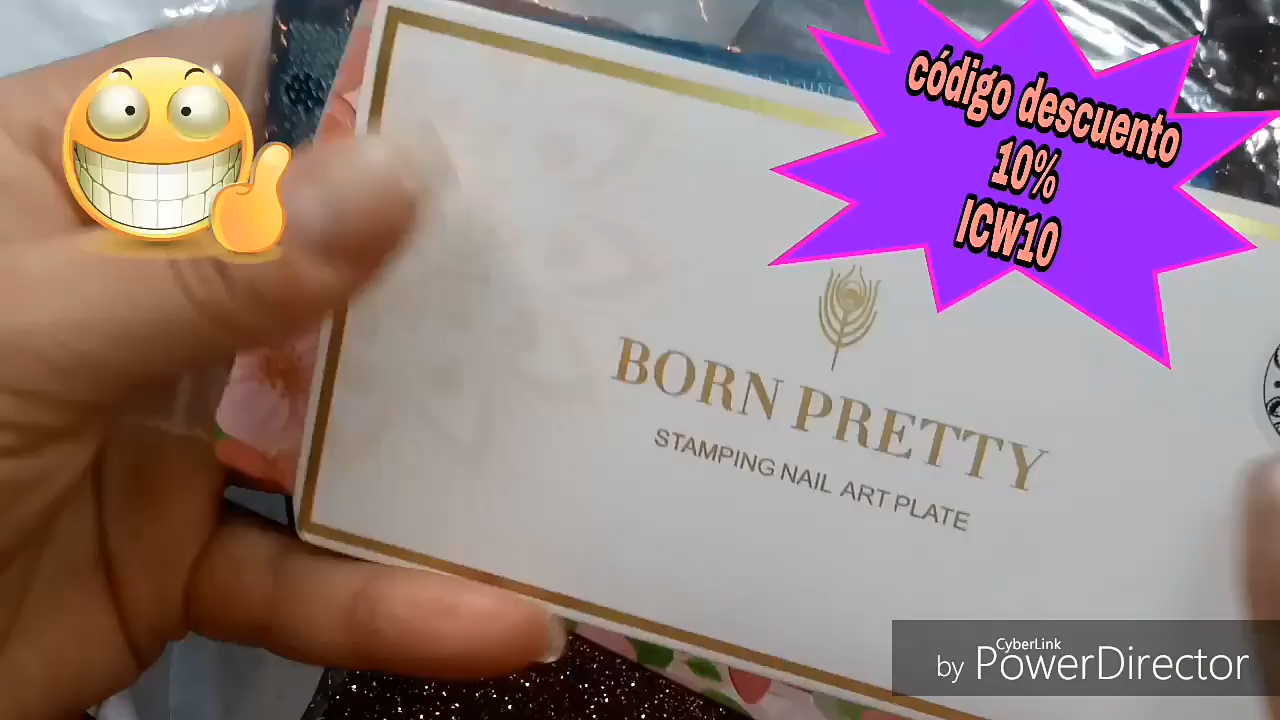 código descuento
10%
ICW10
BORN PRETTY
STAMPING NAIL ART PLATE
CyberLink
by PowerDirector